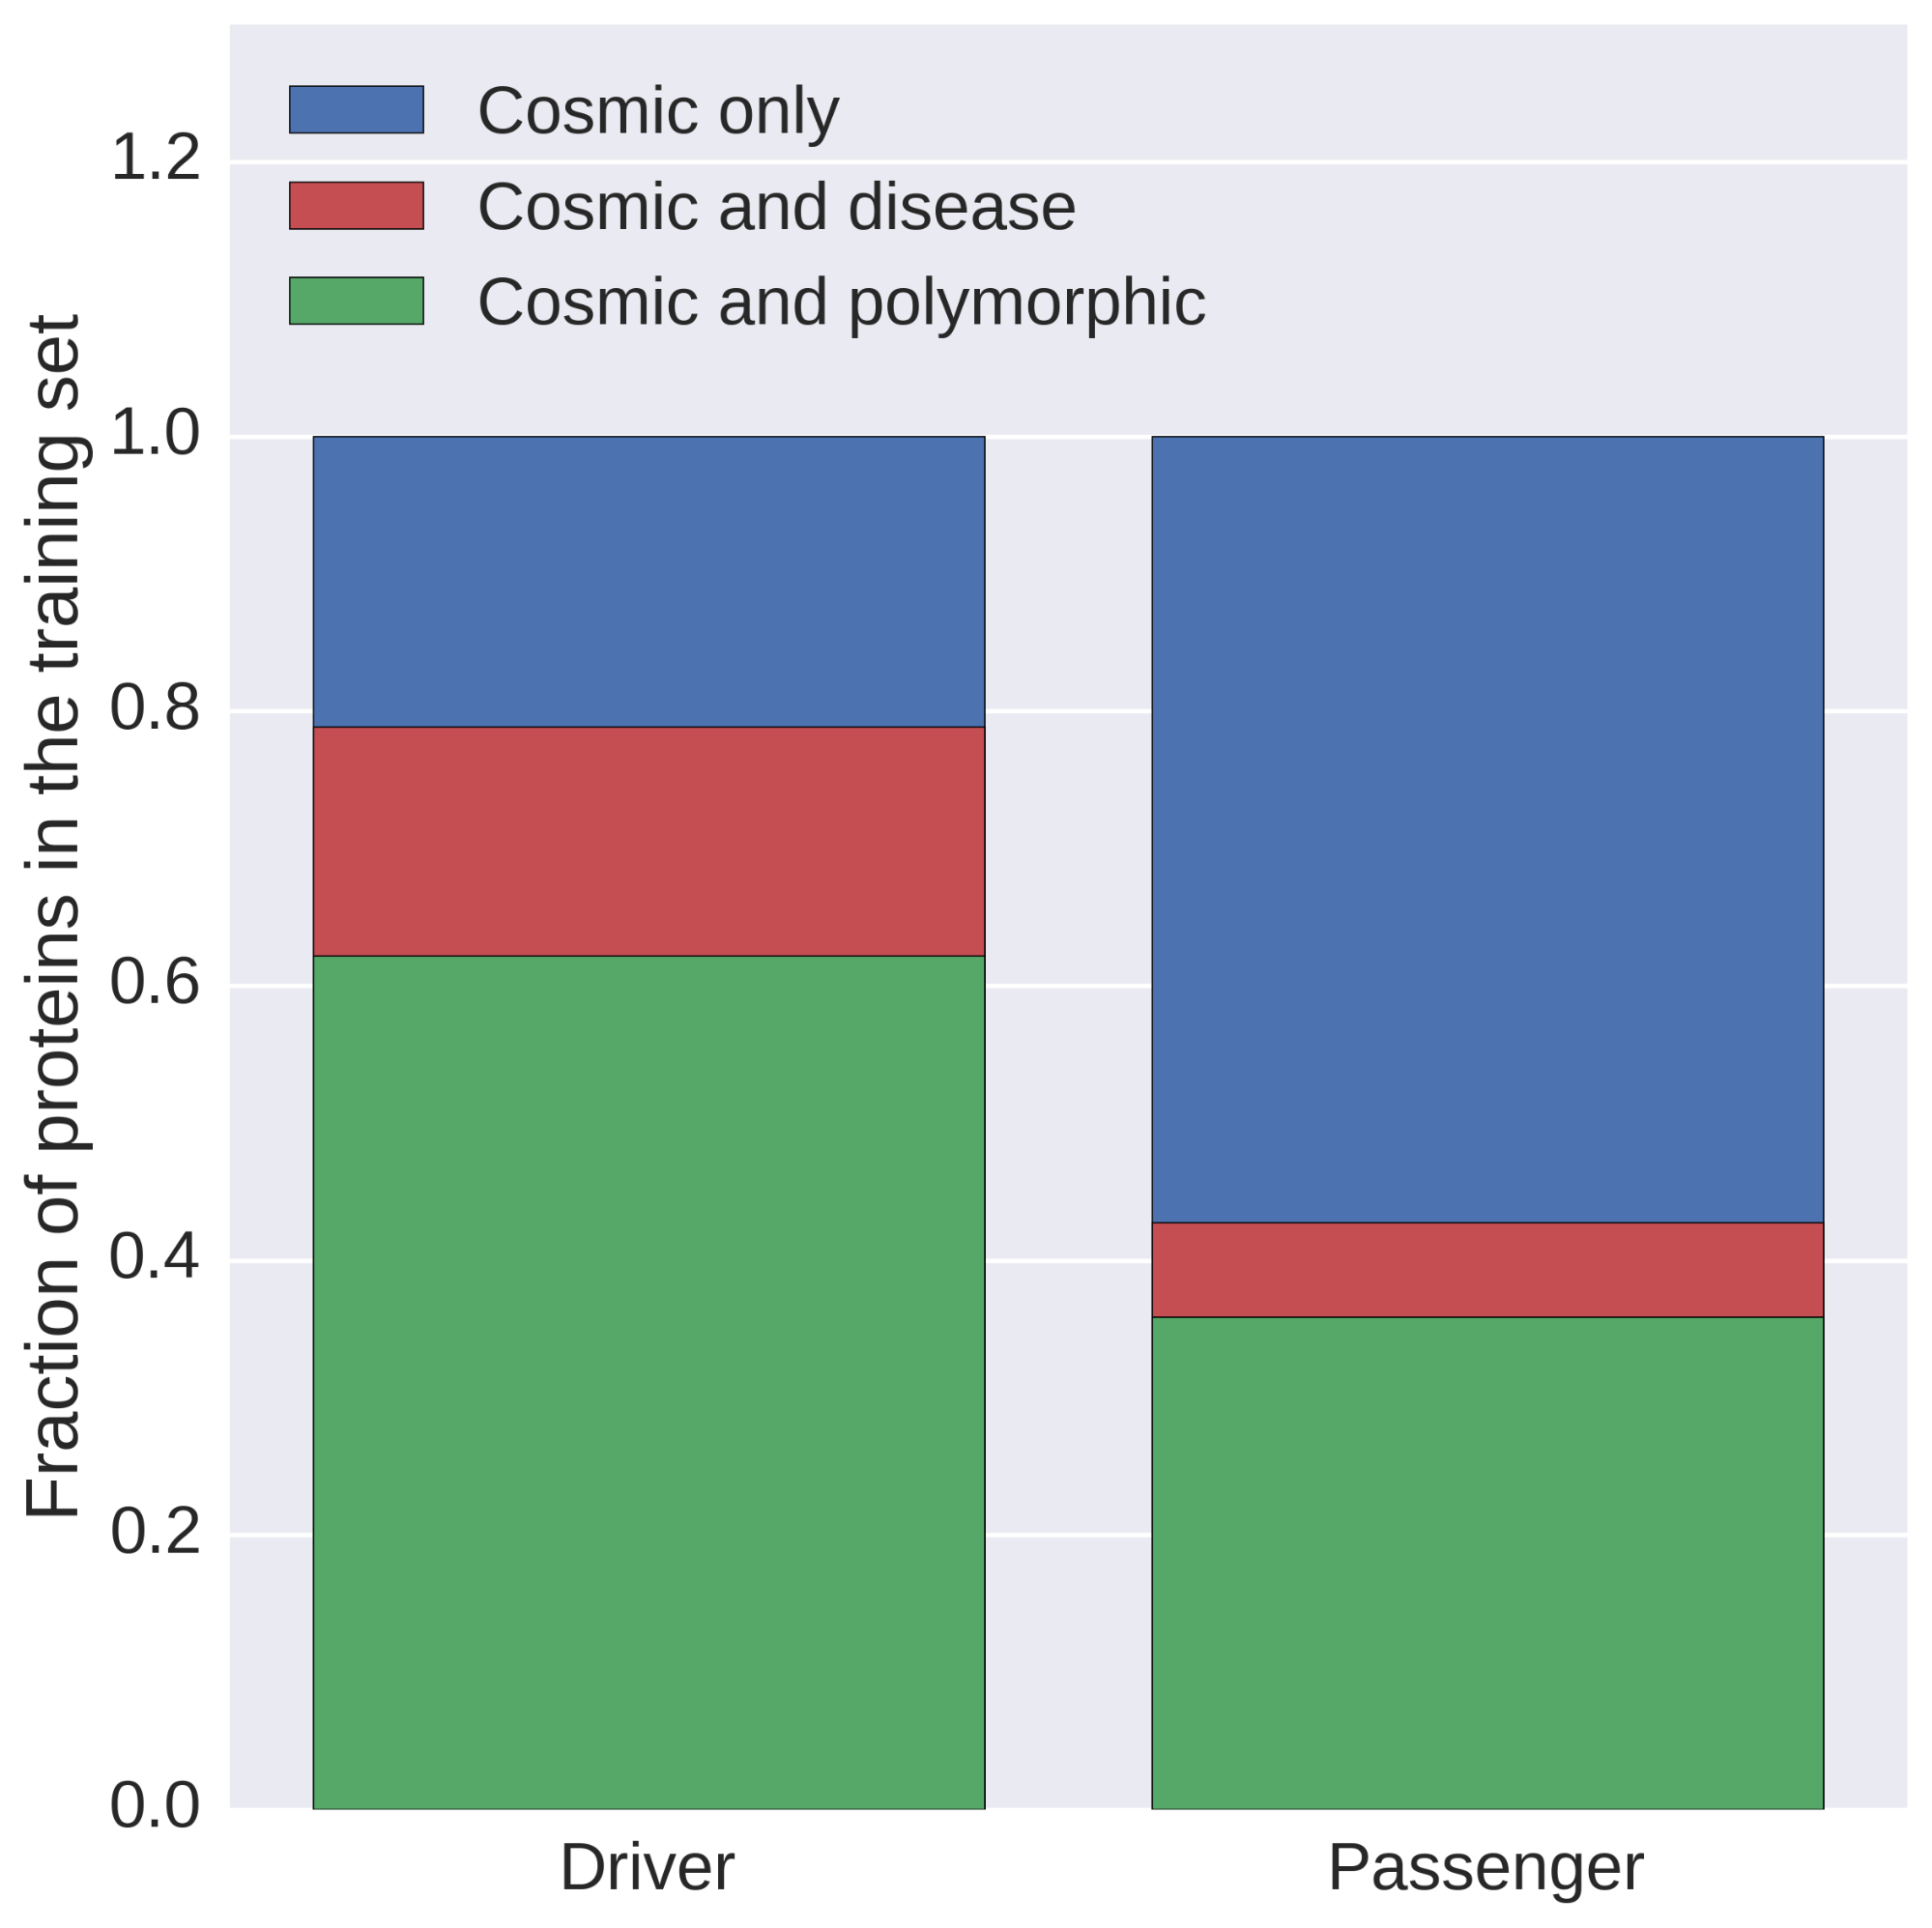 Cosmic only
Cosmic and disease
Cosmic and polymorphic
Fraction of proteins in the training set
1.2
1.0
0.8
0.6
0.4
0.2
0.0
Driver
Passenger